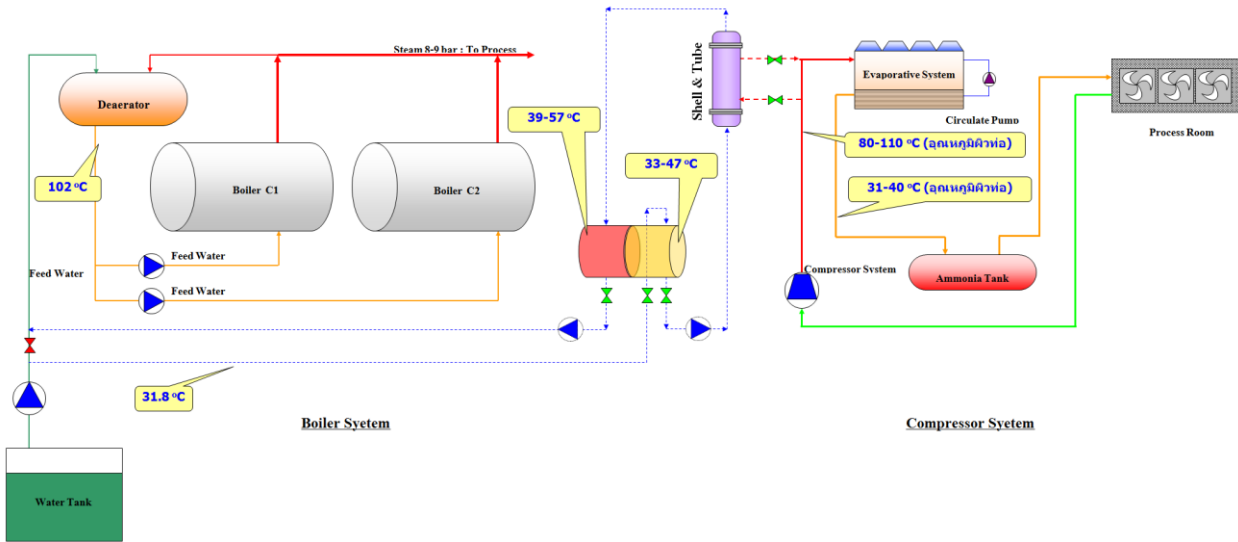 Steam 8-9 bar : To Process
Deaerator
Shell & Tube
Evaporative System
Circulate Pump
Process Room
39-57 °C
33-47 °C
80-110 °C (อุณหภูมิผิวท่อ)
102 °C
Boiler C1
Boiler C2
31-40 °C (อุณหภูมิผิวท่อ)
Feed Water
Feed Water
Feed Water
Compressor System
Ammonia Tank
31.8 °C
Boiler Syetem
Compressor Syetem
Water Tank